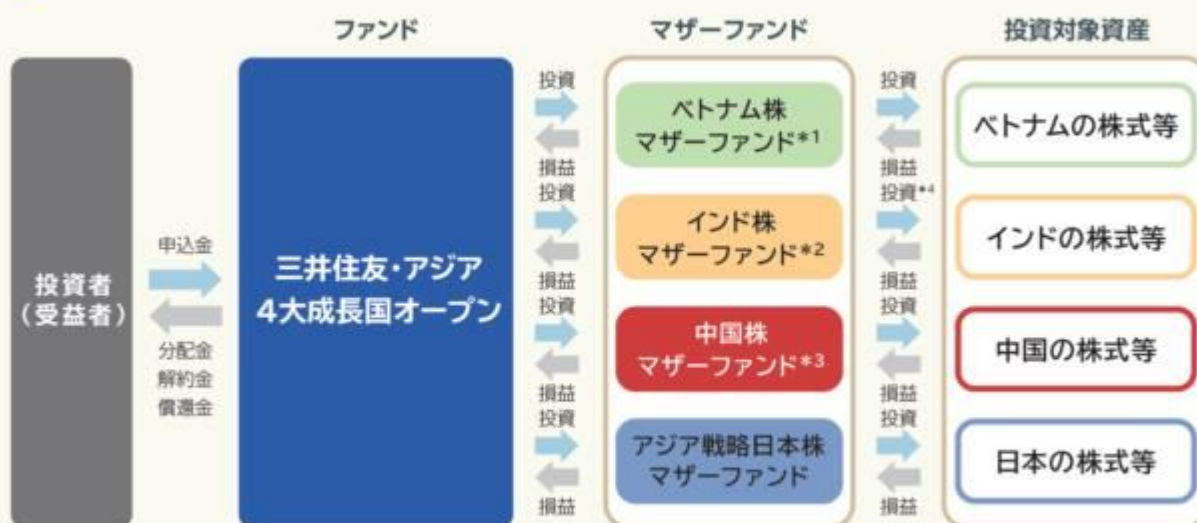 ファンド
マザーファンド
投資対象資産
投資者
(受益者)
申込金
分配金
解約金
償還金
三井住友・アジア
4大成長国オープン
投資
損益
投資
損益
投資
損益
投資
損益
ベトナム株
マザーファンド*1
インド株
マザーファンド*2
中国株
マザーファンド*3
アジア戦略日本株
マザーファンド
投資
損益
投資*4
損益
投資
損益
投資
損益
ベトナムの株式等
インドの株式等
中国の株式等
日本の株式等